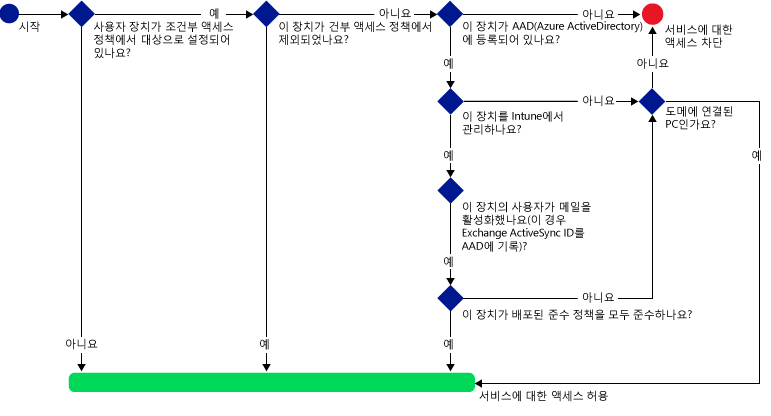 시작
사용자 장치가 조건부 액세스
정책에서 대상으로 설정되어
있나요?
예
이 장치가 건부 액세스 정책에서
제외되었나요?
아니요
이 장치가 AAD(Azure ActiveDirectory)
에 등록되어 있나요?
아니요
서비스에 대한
액세스 차단
예
아니요
이 장치를 Intune에서
관리하나요?
아니요
도메에 연결된
PC인가요?
예
예
이 장치의 사용자가 메일을
활성화했나요(이 경우
Exchange ActiveSync ID를
AAD에 기록)?
예
아니요
이 장치가 배포된 준수 정책을 모두 준수하나요?
아니요
예
예
서비스에 대한 액세스 허용